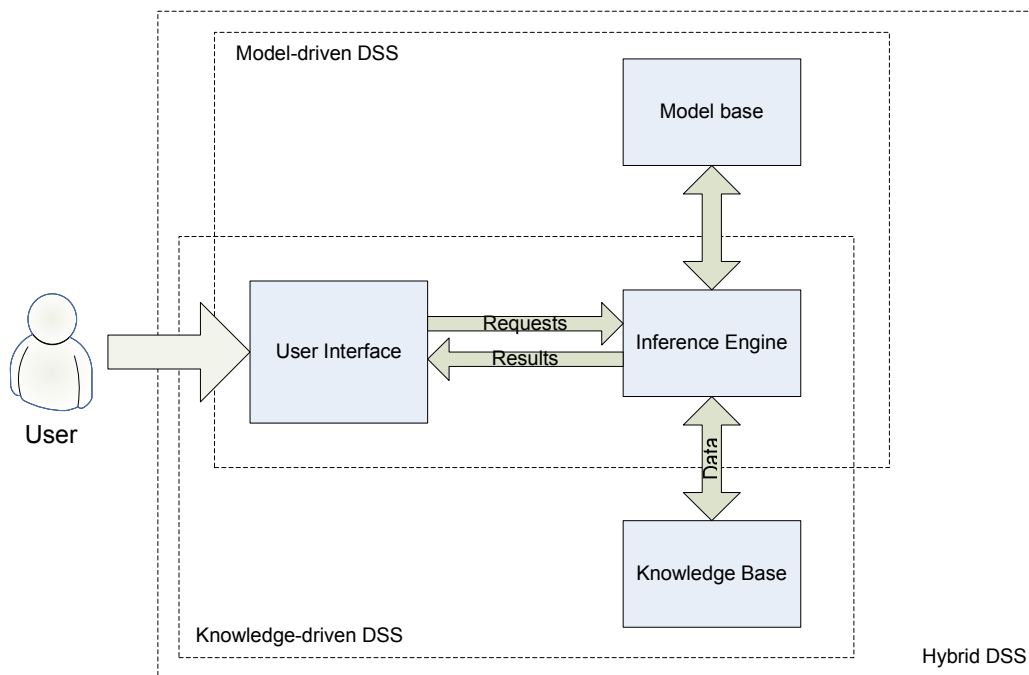 Model-driven DSS
Model base
User Interface
Requests
Results
Inference Engine
User
Data
Knowledge Base
Knowledge-driven DSS
Hybrid DSS